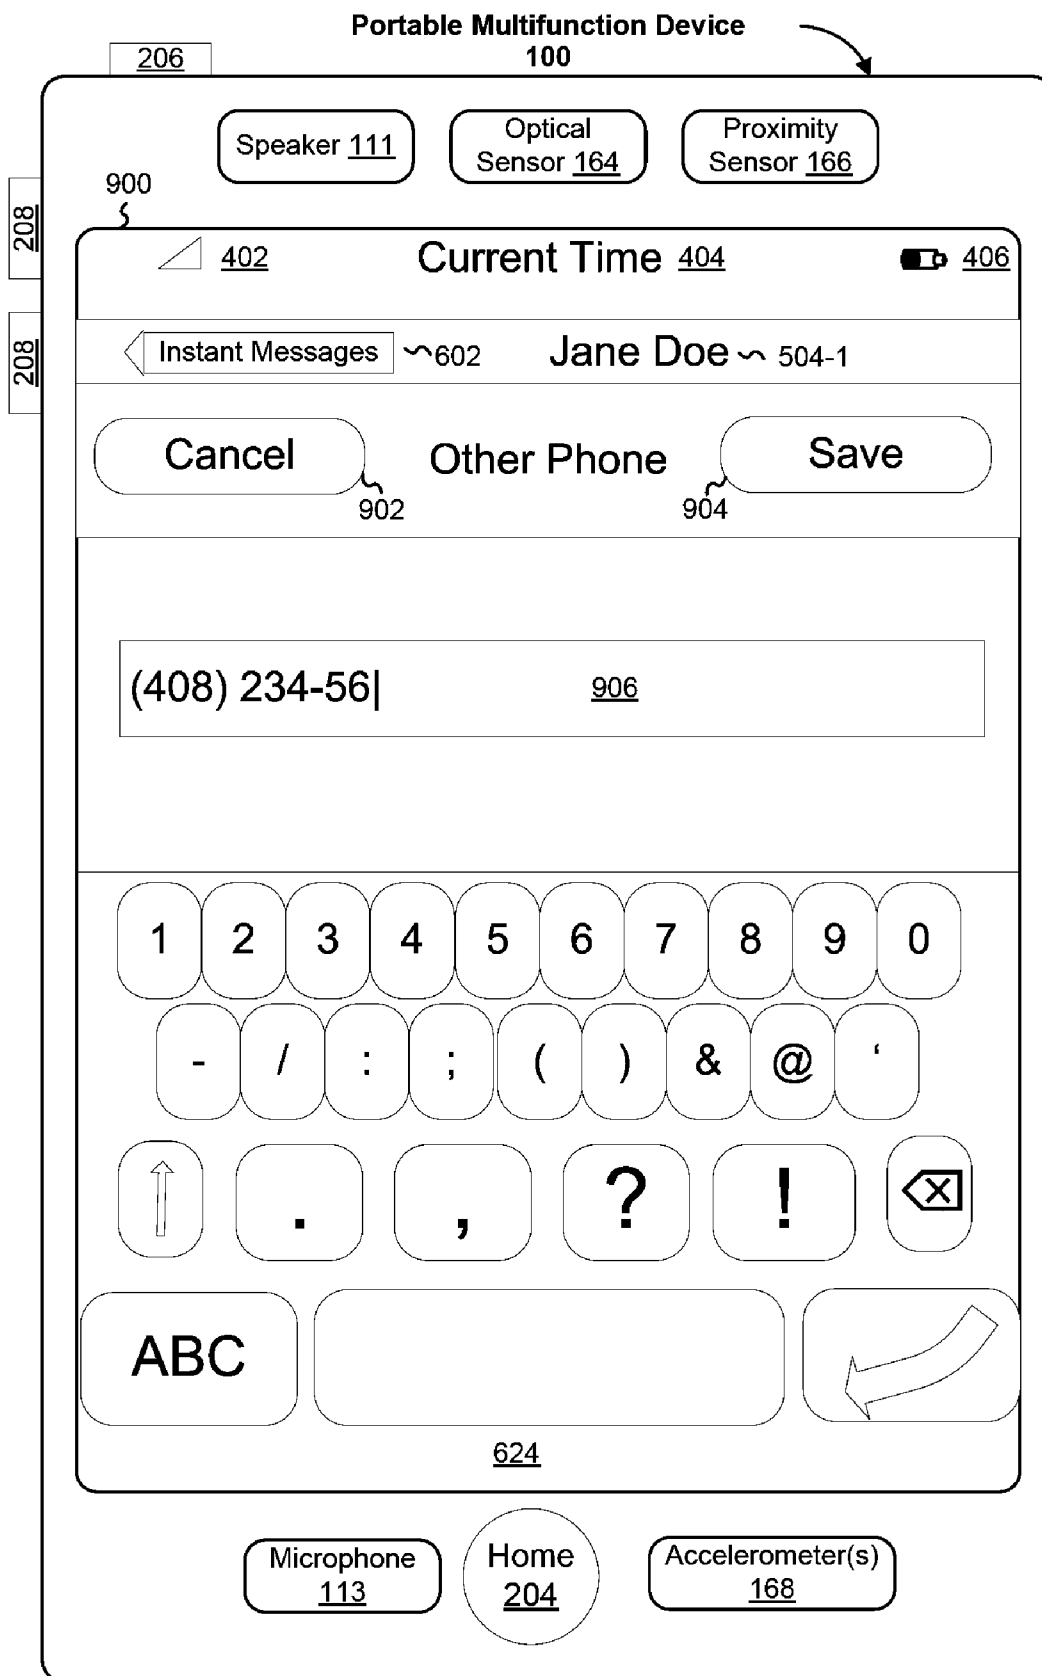 Portable Multifunction Device
100
206
Speaker 111
Optical
Sensor 164
Proximity
Sensor 166
900
208
208
402
Current Time 404
406
Instant Messages
602
Jane Doe
504-1
Cancel
902
Other Phone
Save
904
(408) 234-56|
906
1 2 3 4 5 6 7 8 9 0
- / : ; ( ) & @ ‘
. , ? !
ABC
624
Microphone
113
Home
204
Accelerometer(s)
168